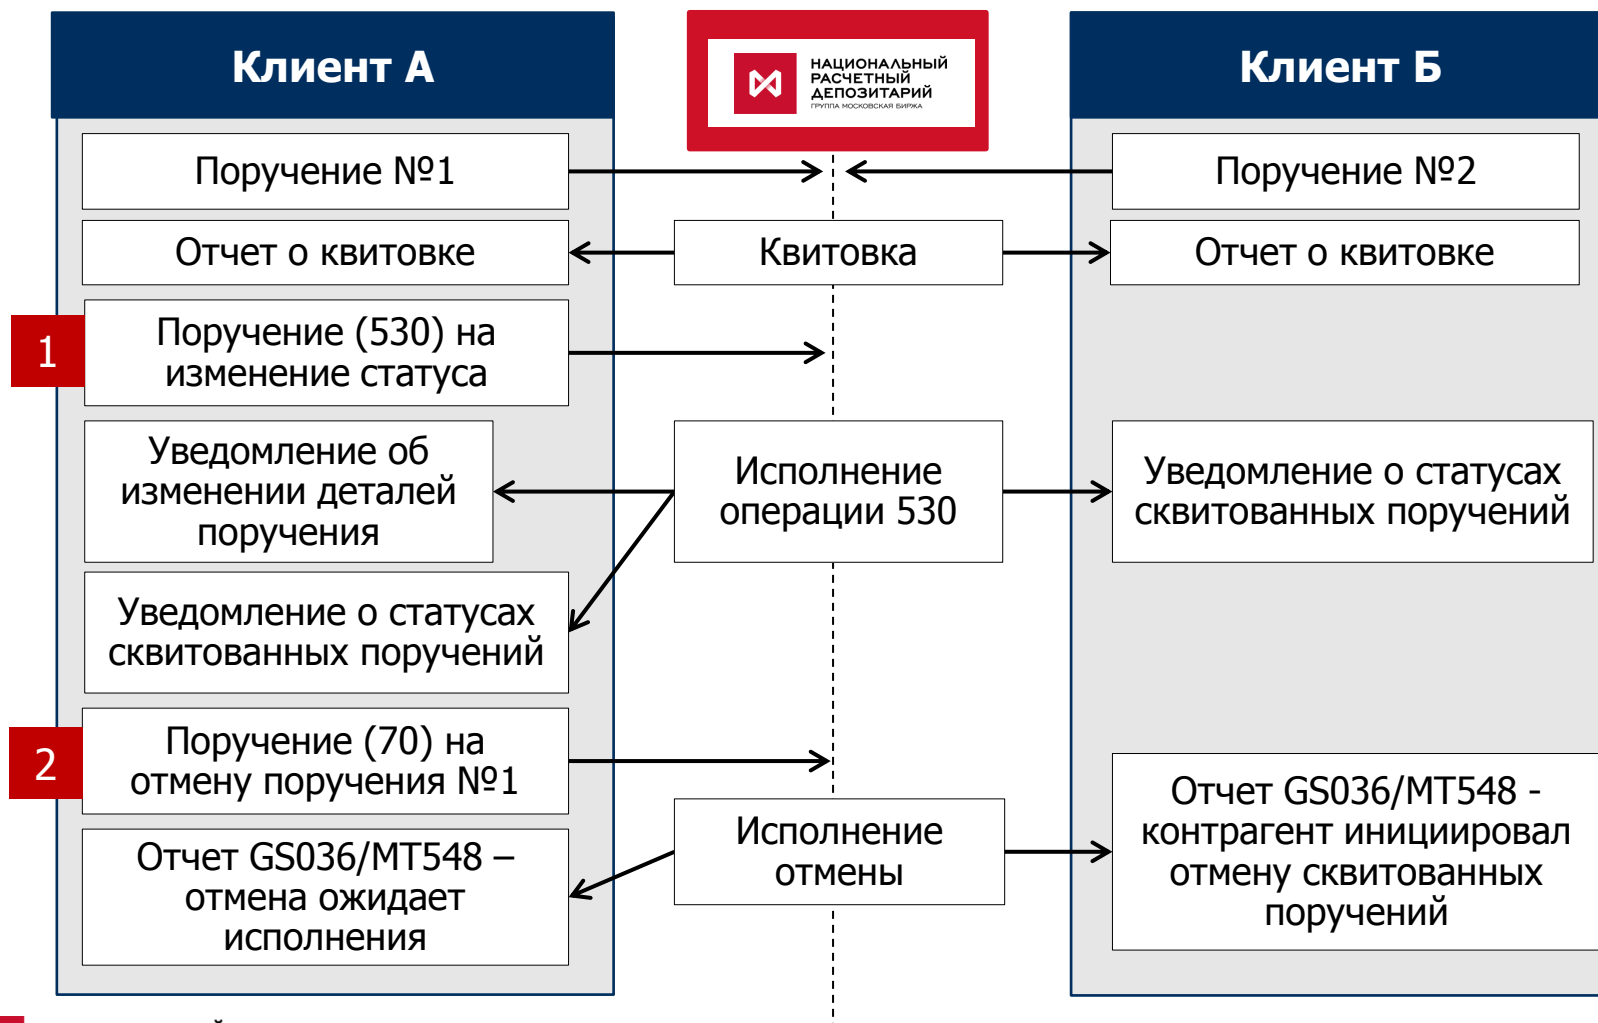 Клиент А
НАЦИОНАЛЬНЫЙ
РАСЧЕТНЫЙ
ДЕПОЗИТАРИЙ
ГРУППА МОСКОВСКАЯ БИРЖА
Клиент Б
Поручение №1
Поручение №2
Отчет о квитовке
Квитовка
Отчет о квитовке
1
Поручение (530) на
изменение статуса
Уведомление об
изменении деталей
поручения
Исполнение
операции 530
Уведомление о статусах
сквитованных поручений
Уведомление о статусах
сквитованных поручений
2
Поручение (70) на
отмену поручения №1
Исполнение
отмены
Отчет GS036/MT548 -
контрагент инициировал
отмену сквитованных
поручений
Отчет GS036/MT548 –
отмена ожидает
исполнения